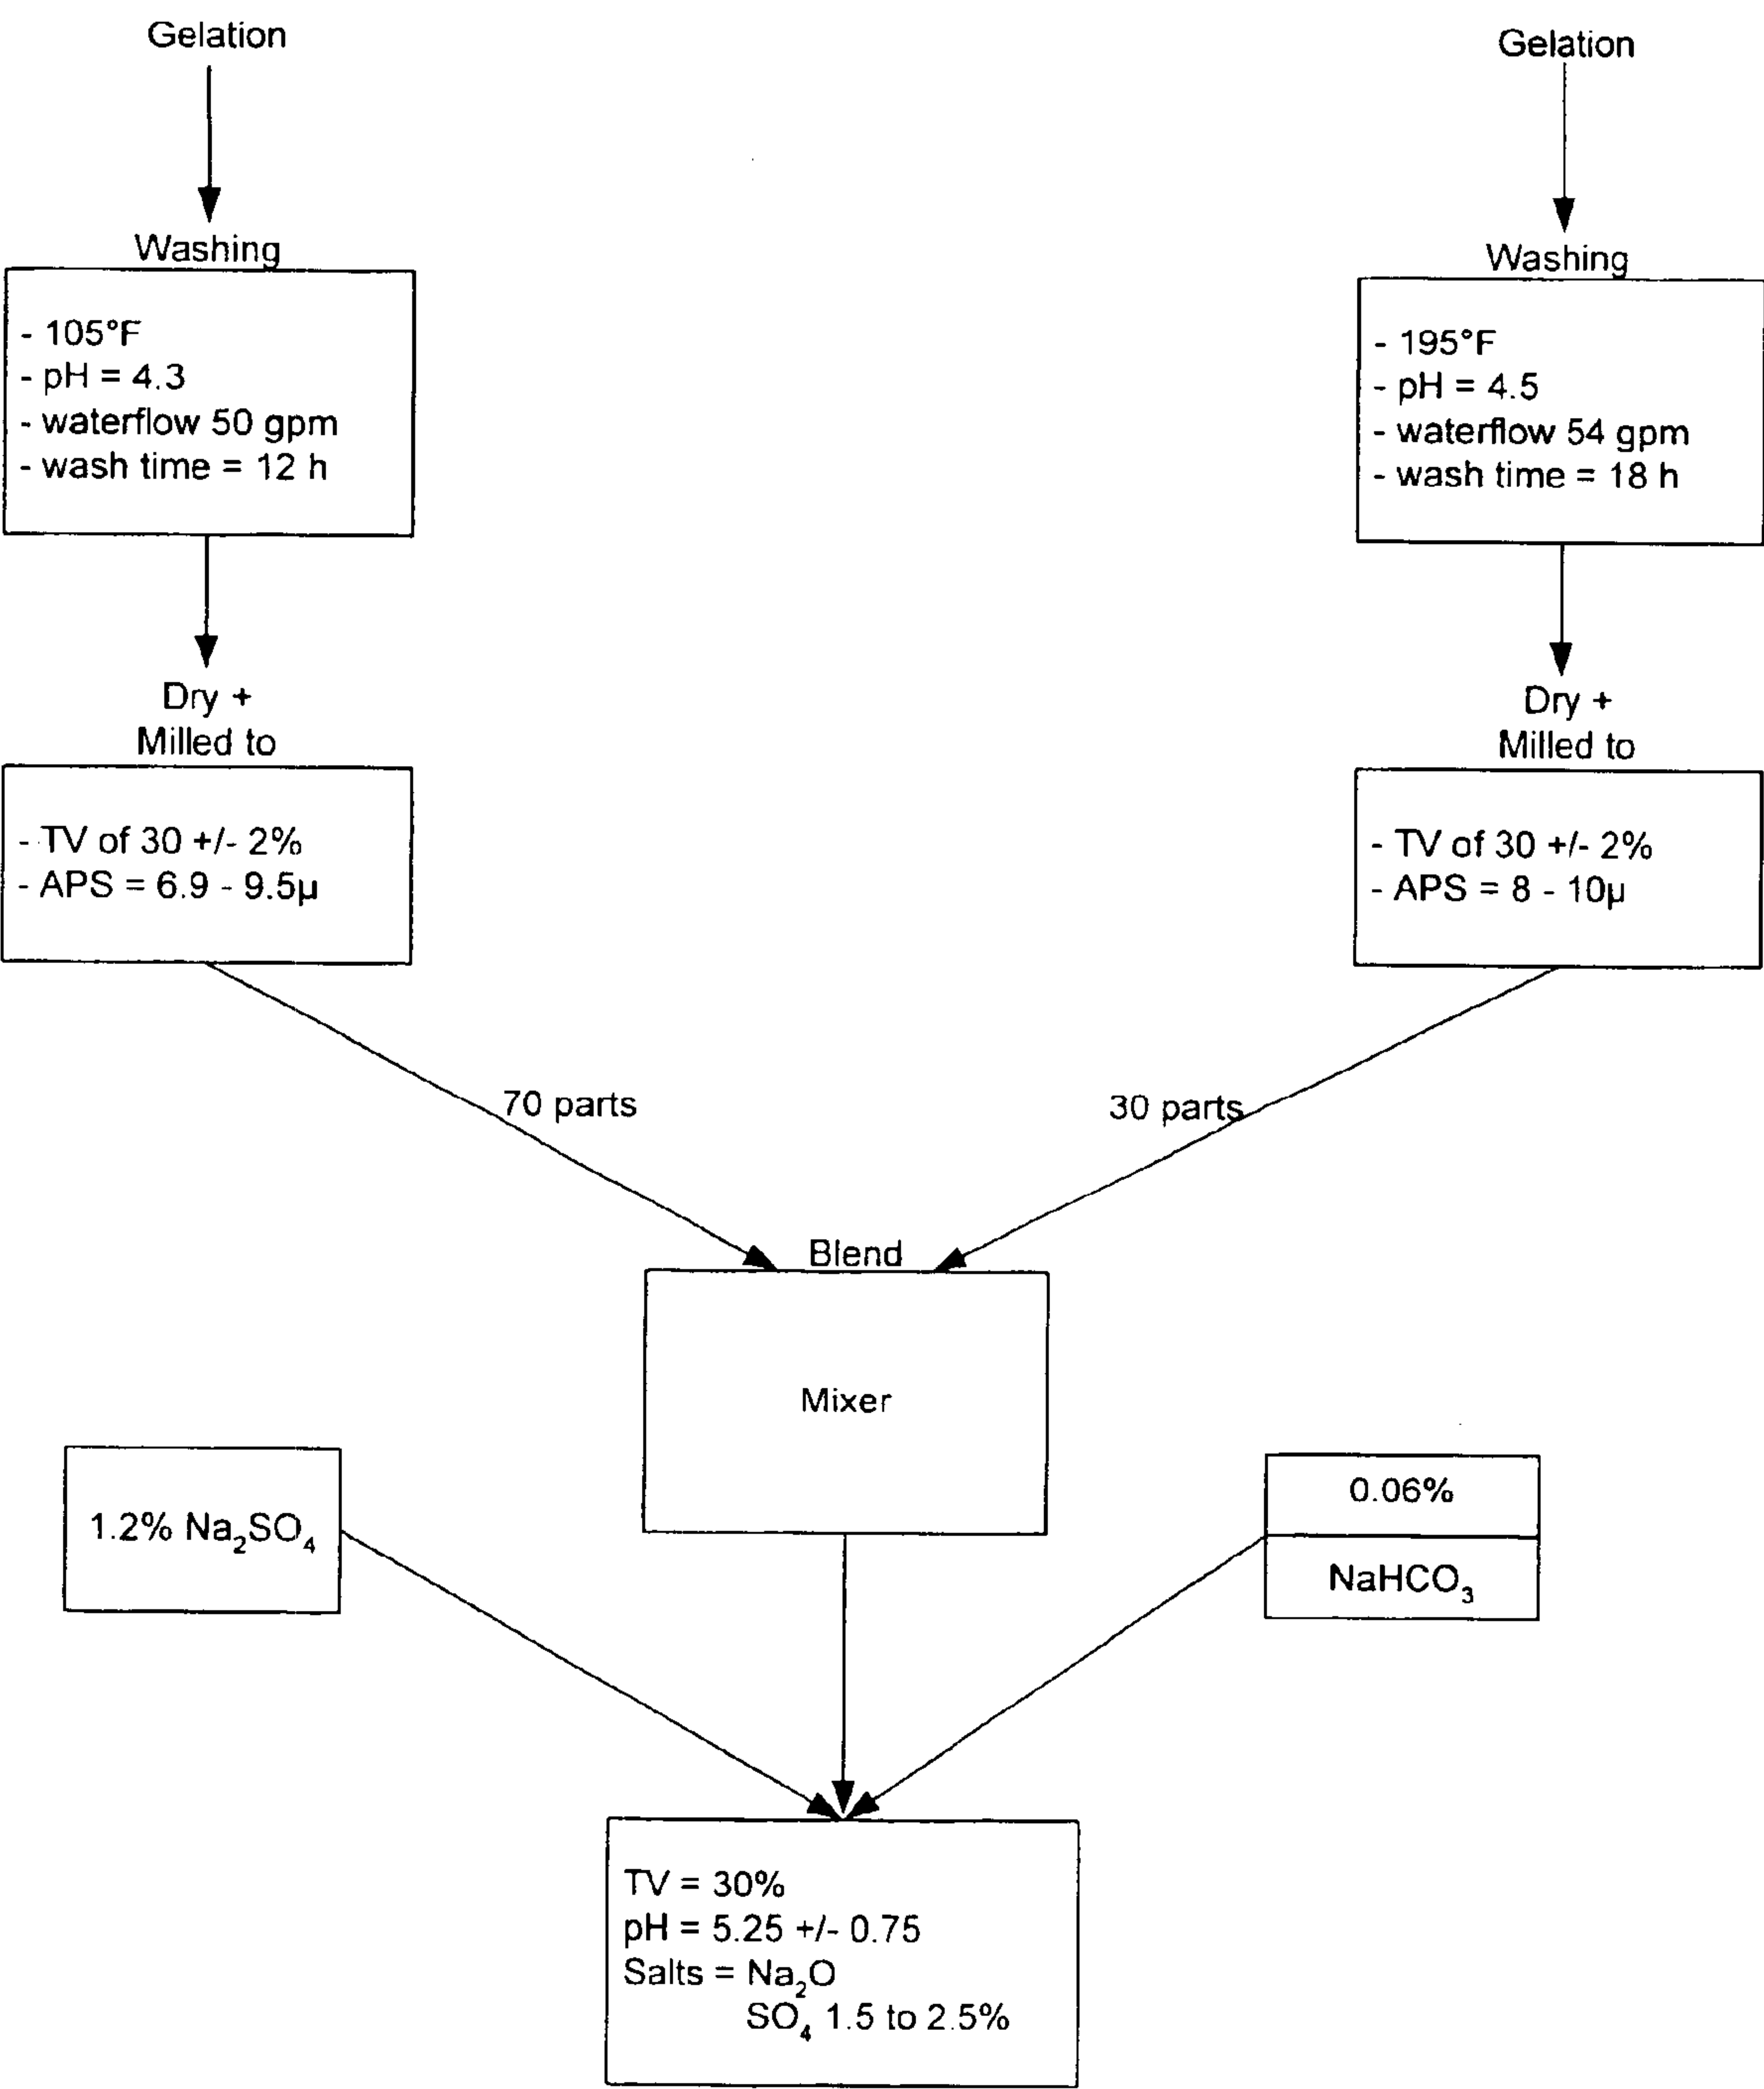 Gelation
Washing
- 105°F
- pH = 4.3
- waterflow 50 gpm
- wash time = 12 h
Dry +
Milled to
- TV of 30 +/- 2%
- APS = 6.9 - 9.5µ
70 parts
Gelation
Washing
- 195°F
- pH = 4.5
- waterflow 54 gpm
- wash time = 18 h
Dry +
Milled to
- TV of 30 +/- 2%
- APS = 8 - 10µ
30 parts
Blend
Mixer
1.2% Na₂SO₄
0.06%
NaHCO₃
TV = 30%
pH = 5.25 +/- 0.75
Salts = Na₂O
SO₄ 1.5 to 2.5%